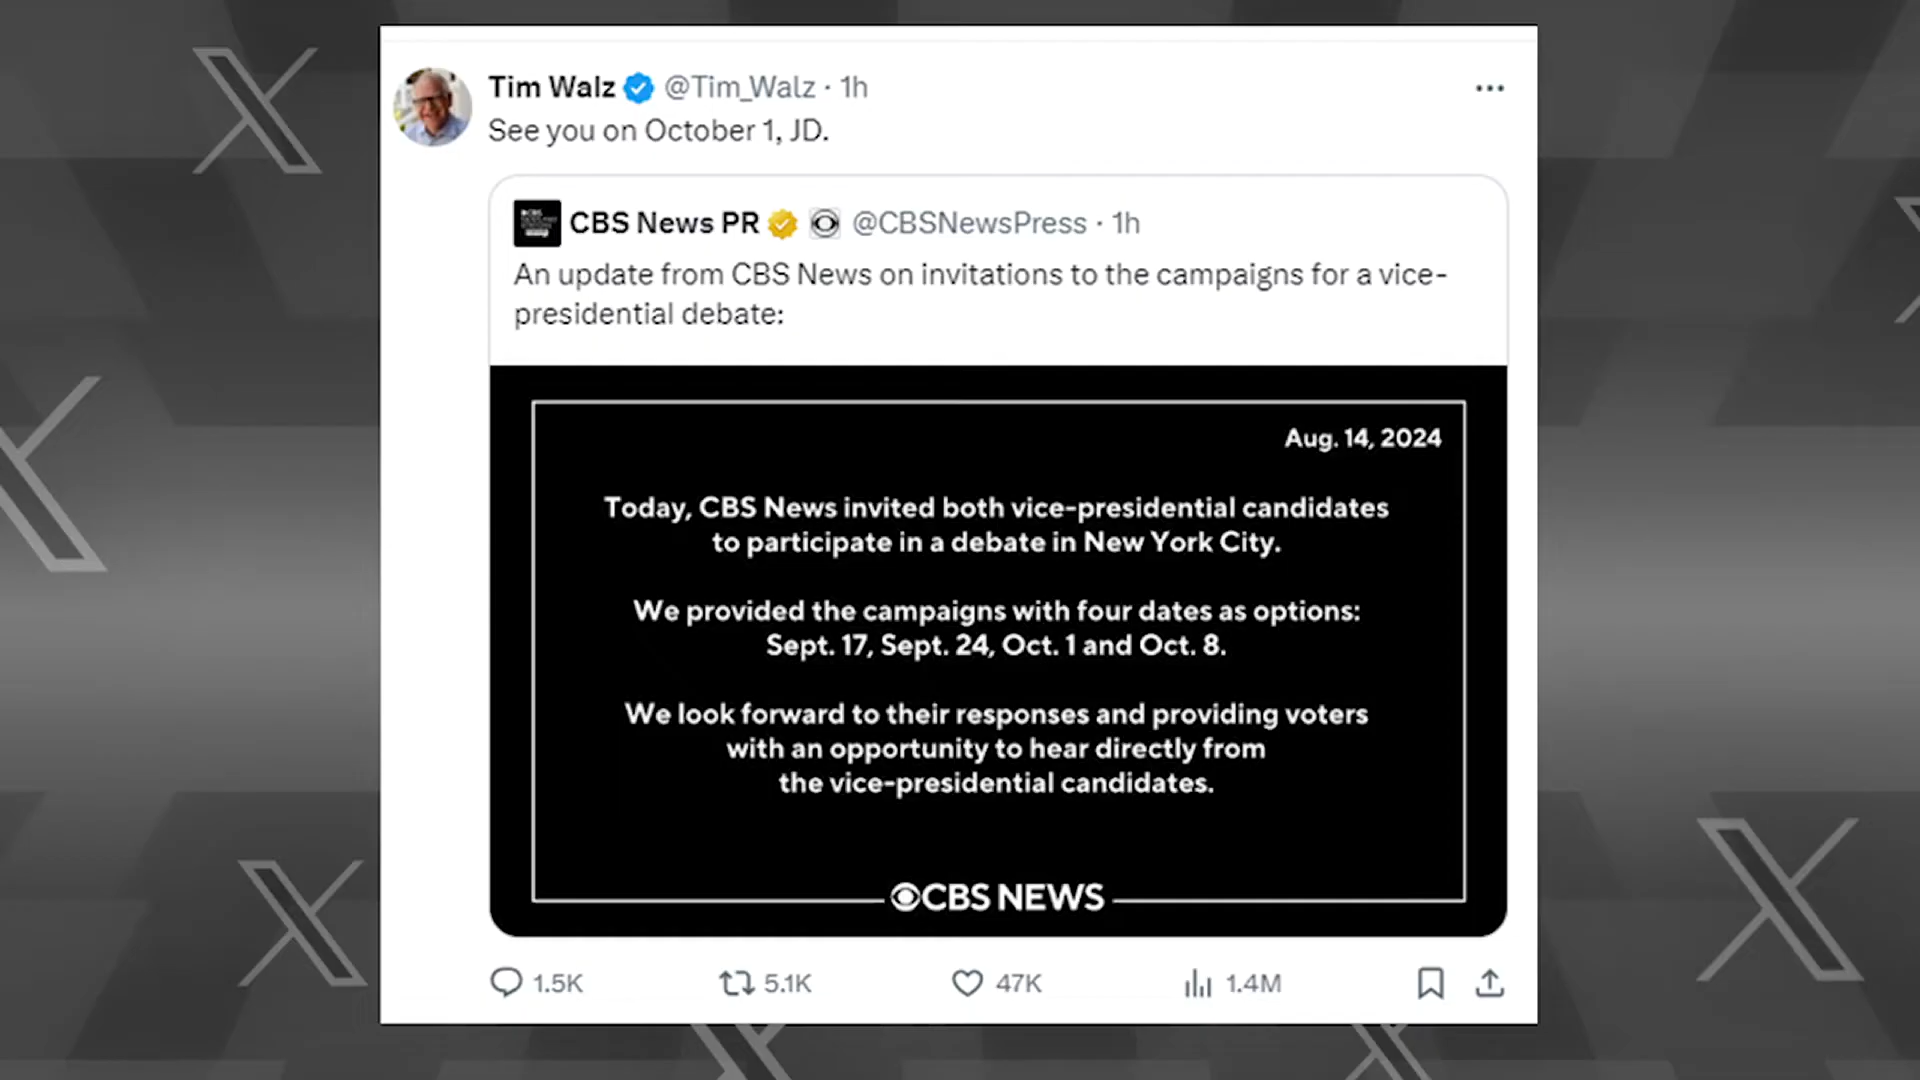 Tim Walz @Tim_Walz · 1h
See you on October 1, JD.
CBS News PR @CBSNewsPress · 1h
An update from CBS News on invitations to the campaigns for a vice-
presidential debate:
Aug. 14, 2024
Today, CBS News invited both vice-presidential candidates
to participate in a debate in New York City.
We provided the campaigns with four dates as options:
Sept. 17, Sept. 24, Oct. 1 and Oct. 8.
We look forward to their responses and providing voters
with an opportunity to hear directly from
the vice-presidential candidates.
CBS NEWS
1.5K 5.1K 47K 1.4M